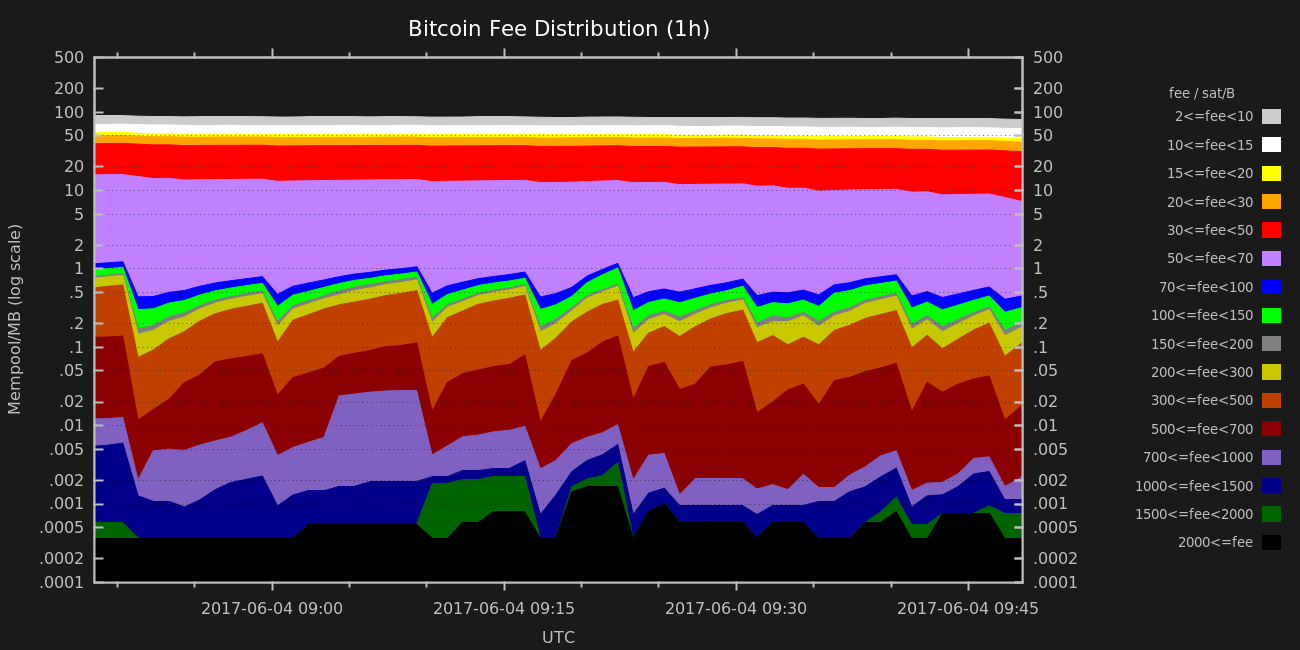 Bitcoin Fee Distribution (1h)
500
200
100
50
20
10
5
2
1
.5
.2
.1
.05
.02
.01
.005
.002
.001
.0005
.0002
.0001
Mempool/MB (log scale)
500
200
100
50
20
10
5
2
1
.5
.2
.1
.05
.02
.01
.005
.002
.001
.0005
.0002
.0001
2017-06-04 09:00
2017-06-04 09:15
2017-06-04 09:30
2017-06-04 09:45
UTC
fee / sat/B
2<=fee<10
10<=fee<15
15<=fee<20
20<=fee<30
30<=fee<50
50<=fee<70
70<=fee<100
100<=fee<150
150<=fee<200
200<=fee<300
300<=fee<500
500<=fee<700
700<=fee<1000
1000<=fee<1500
1500<=fee<2000
2000<=fee